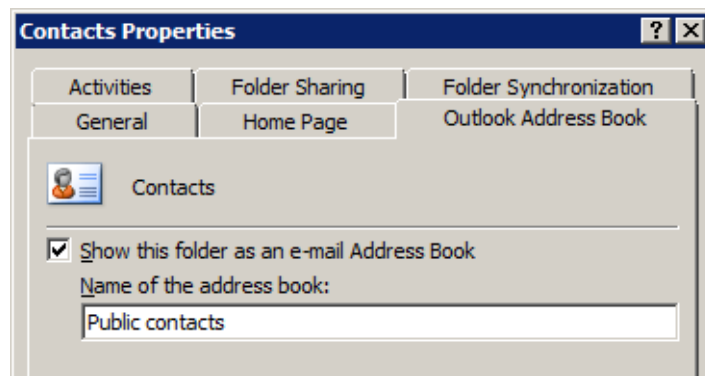 Contacts Properties
Activities Folder Sharing Folder Synchronization
General Home Page Outlook Address Book
Contacts
Show this folder as an e-mail Address Book
Name of the address book:
Public contacts